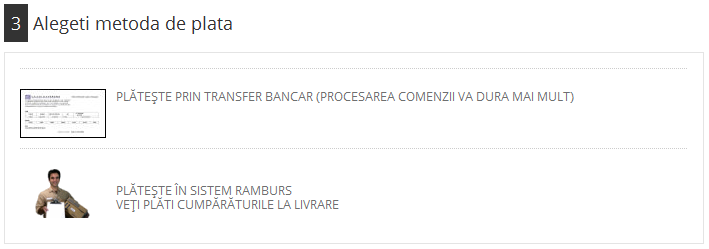 3 Alegeti metoda de plata
PLĂTEŞTE PRIN TRANSFER BANCAR (PROCESAREA COMENZII VA DURA MAI MULT)
PLĂTEŞTE ÎN SISTEM RAMBURS
VEŢI PLĂTI CUMPĂRĂTURILE LA LIVRARE